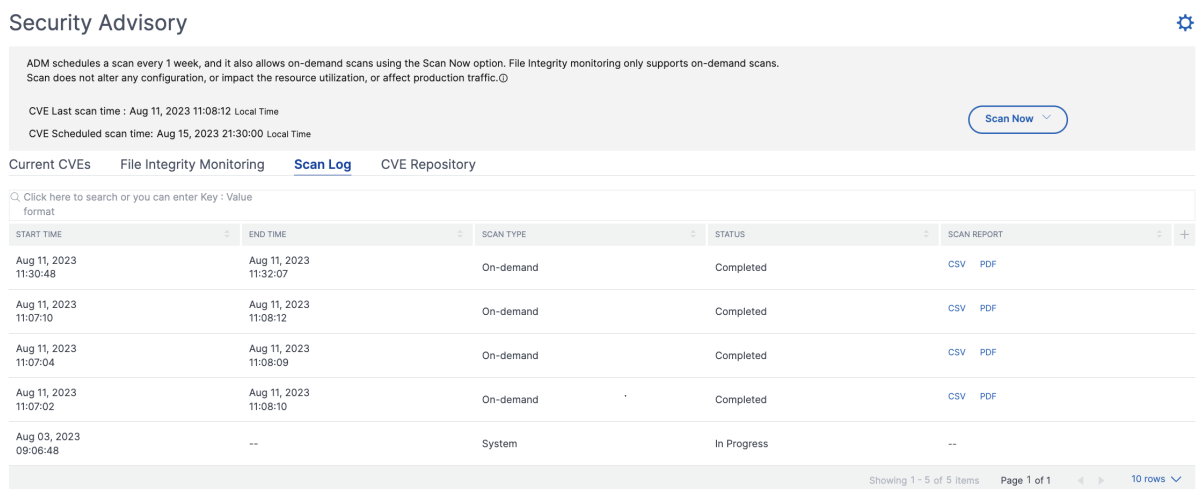 Security Advisory
ADM schedules a scan every 1 week, and it also allows on-demand scans using the Scan Now option. File Integrity monitoring only supports on-demand scans.
Scan does not alter any configuration, or impact the resource utilization, or affect production traffic.
CVE Last scan time : Aug 11, 2023 11:08:12 Local Time
CVE Scheduled scan time: Aug 15, 2023 21:30:00 Local Time
Scan Now
Current CVEs File Integrity Monitoring Scan Log CVE Repository
Click here to search or you can enter Key : Value
format
START TIME END TIME SCAN TYPE STATUS SCAN REPORT
Aug 11, 2023 Aug 11, 2023
11:30:48 11:32:07 On-demand Completed CSV PDF
Aug 11, 2023 Aug 11, 2023
11:07:10 11:08:12 On-demand Completed CSV PDF
Aug 11, 2023 Aug 11, 2023
11:07:04 11:08:09 On-demand Completed CSV PDF
Aug 11, 2023 Aug 11, 2023
11:07:02 11:08:10 On-demand Completed CSV PDF
Aug 03, 2023
09:06:48 -- System In Progress --
Showing 1 - 5 of 5 items Page 1 of 1 10 rows